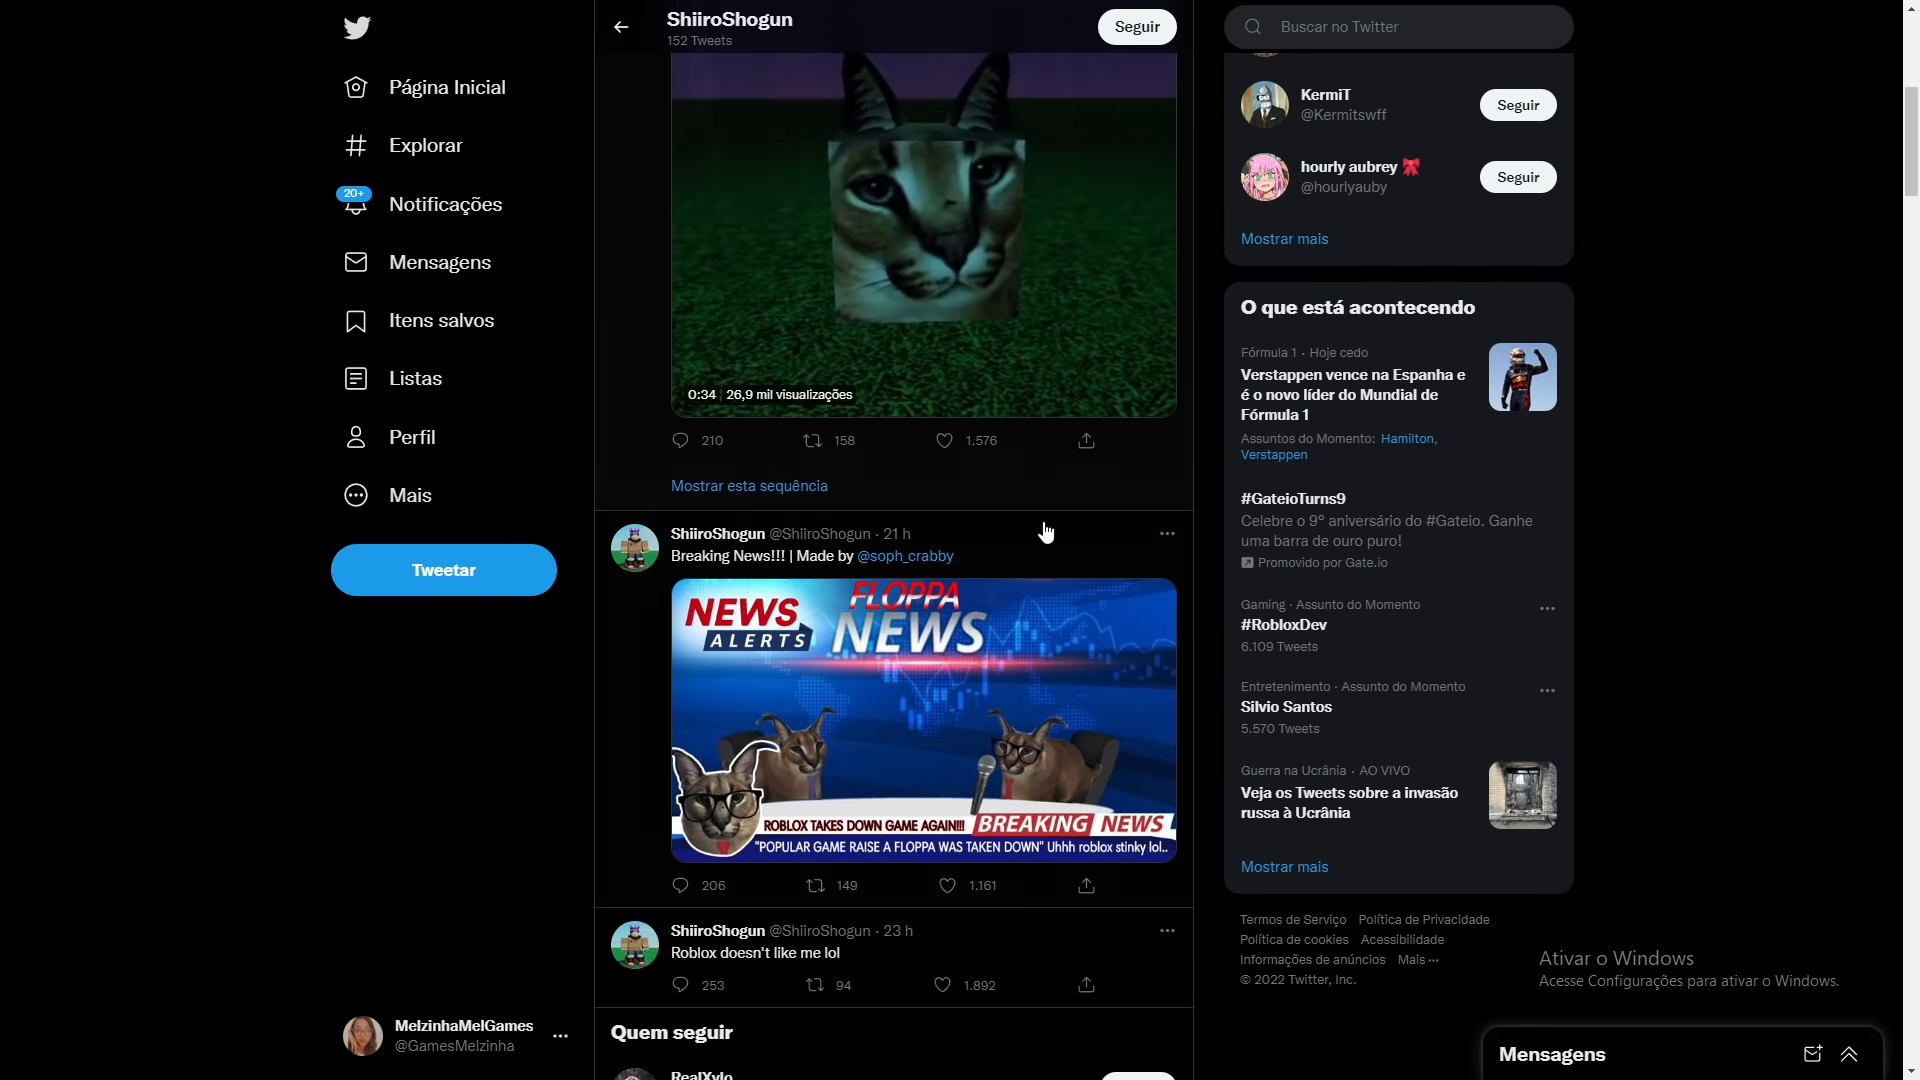 Página Inicial
Explorar
20+
Notificações
Mensagens
Itens salvos
Listas
Perfil
Mais
Tweetar
MelzinhaMelGames
@GamesMelzinha
ShiiroShogun
152 Tweets
Seguir
0:34 26,9 mil visualizações
210 158 1.576
Mostrar esta sequência
ShiiroShogun @ShiiroShogun · 21 h
Breaking News!!! | Made by @soph_crabby
NEWS
ALERTS
FLOPPA
NEWS
ROBLOX TAKES DOWN GAME AGAIN!!! BREAKING NEWS
"POPULAR GAME RAISE A FLOPPA WAS TAKEN DOWN" Uhhh roblox stinky lol..
206 149 1.161
ShiiroShogun @ShiiroShogun · 23 h
Roblox doesn't like me lol
253 94 1.892
Quem seguir
RealXylo
Buscar no Twitter
KermiT
@Kermitswff
Seguir
hourly aubrey 🎀
@hourlyauby
Seguir
Mostrar mais
O que está acontecendo
Fórmula 1 · Hoje cedo
Verstappen vence na Espanha e
é o novo líder do Mundial de
Fórmula 1
Assuntos do Momento: Hamilton,
Verstappen
#GateioTurns9
Celebre o 9º aniversário do #Gateio. Ganhe
uma barra de ouro puro!
Promovido por Gate.io
Gaming · Assunto do Momento
#RobloxDev
6.109 Tweets
Entretenimento · Assunto do Momento
Silvio Santos
5.570 Tweets
Guerra na Ucrânia · AO VIVO
Veja os Tweets sobre a invasão
russa à Ucrânia
Mostrar mais
Termos de Serviço Política de Privacidade
Política de cookies Acessibilidade
Informações de anúncios Mais ···
© 2022 Twitter, Inc.
Ativar o Windows
Acesse Configurações para ativar o Windows.
Mensagens